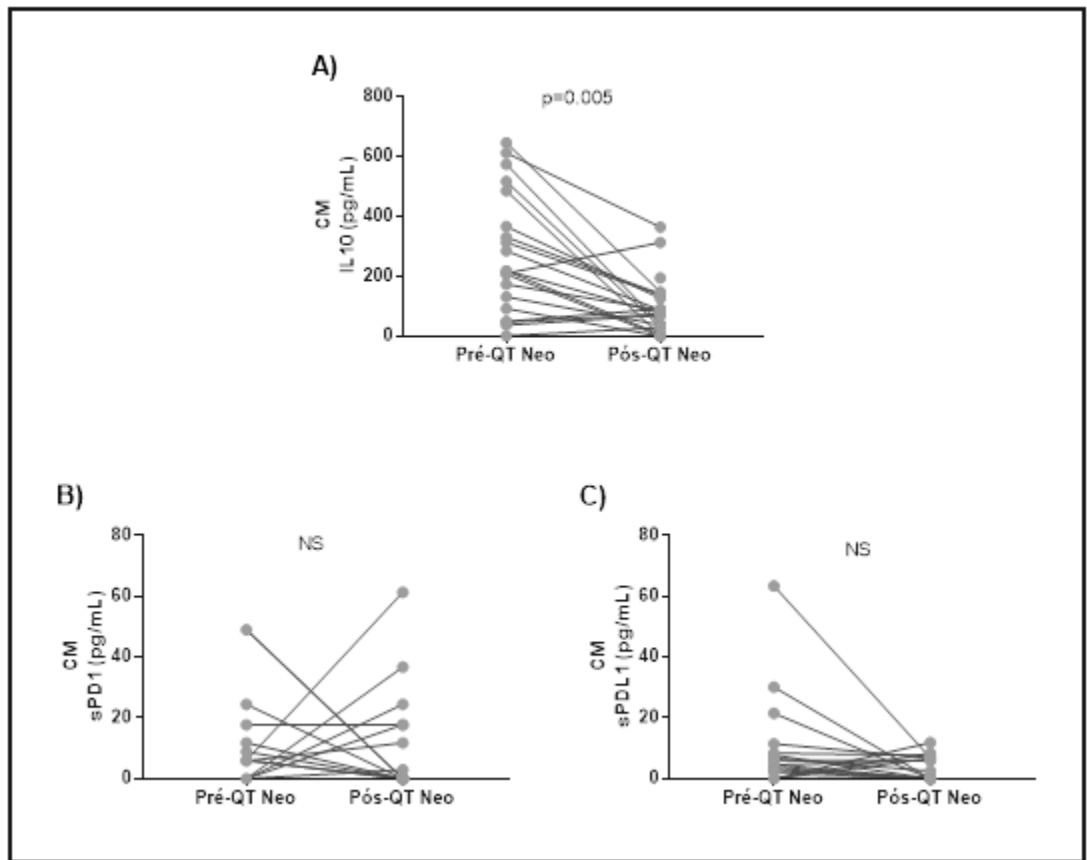 A)
p=0.005
CM
IL10 (pg/mL)
800
600
400
200
0
Pré-QT Neo Pós-QT Neo
B)
NS
CM
sPD1 (pg/mL)
80
60
40
20
0
Pré-QT Neo Pós-QT Neo
C)
NS
CM
sPDL1 (pg/mL)
80
60
40
20
0
Pré-QT Neo Pós-QT Neo